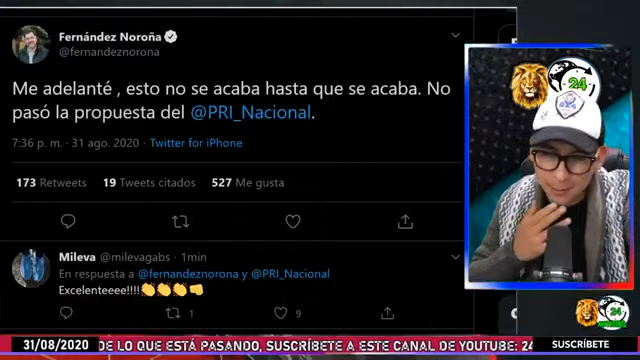 Fernández Noroña
@fernandeznorona
Me adelanté , esto no se acaba hasta que se acaba. No
pasó la propuesta del @PRI_Nacional.
7:36 p. m. · 31 ago. 2020 · Twitter for iPhone
173 Retweets 19 Tweets citados 527 Me gusta
Mileva @milevagabs · 1min
En respuesta a @fernandeznorona y @PRI_Nacional
Excelenteeee!!!!👏👏👏👊
1 9
24
24
31/08/2020 DE LO QUE ESTÁ PASANDO, SUSCRÍBETE A ESTE CANAL DE YOUTUBE: 24 SUSCRÍBETE